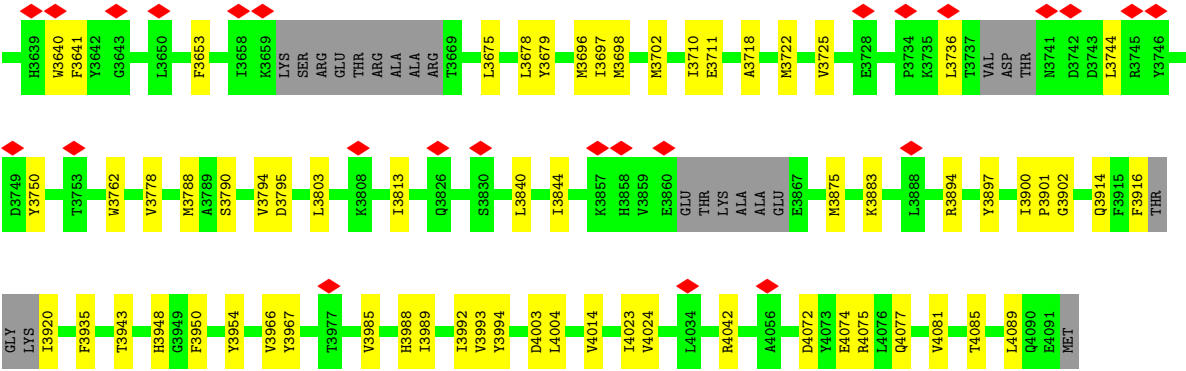 H3639 W3640 F3641 Y3642 G3643 L3650 F3653 I3658 K3659 LYS SER ARG GLU THR ARG ALA ALA ARG T3669 L3675 L3678 Y3679 M3696 I3697 M3698 M3702 I3710 E3711 A3718 M3722 V3725 E3728 P3734 K3735 L3736 T3737 VAL ASP THR N3741 D3742 D3743 L3744 R3745 Y3746
D3749 Y3750 T3753 W3762 V3778 M3788 A3789 S3790 V3794 D3795 L3803 K3808 I3813 Q3826 S3830 L3840 I3844 K3857 H3858 V3859 E3860 GLU THR LYS ALA ALA GLU E3867 M3875 K3883 L3888 R3894 Y3897 I3900 P3901 G3902 Q3914 F3915 F3916 THR
GLY LYS I3920 F3935 T3943 H3948 G3949 F3950 Y3954 V3966 Y3967 T3977 V3985 H3988 I3989 I3992 V3993 Y3994 D4003 L4004 V4014 I4023 V4024 L4034 R4042 A4056 D4072 Y4073 E4074 R4075 L4076 Q4077 V4081 T4085 L4089 Q4090 E4091 MET